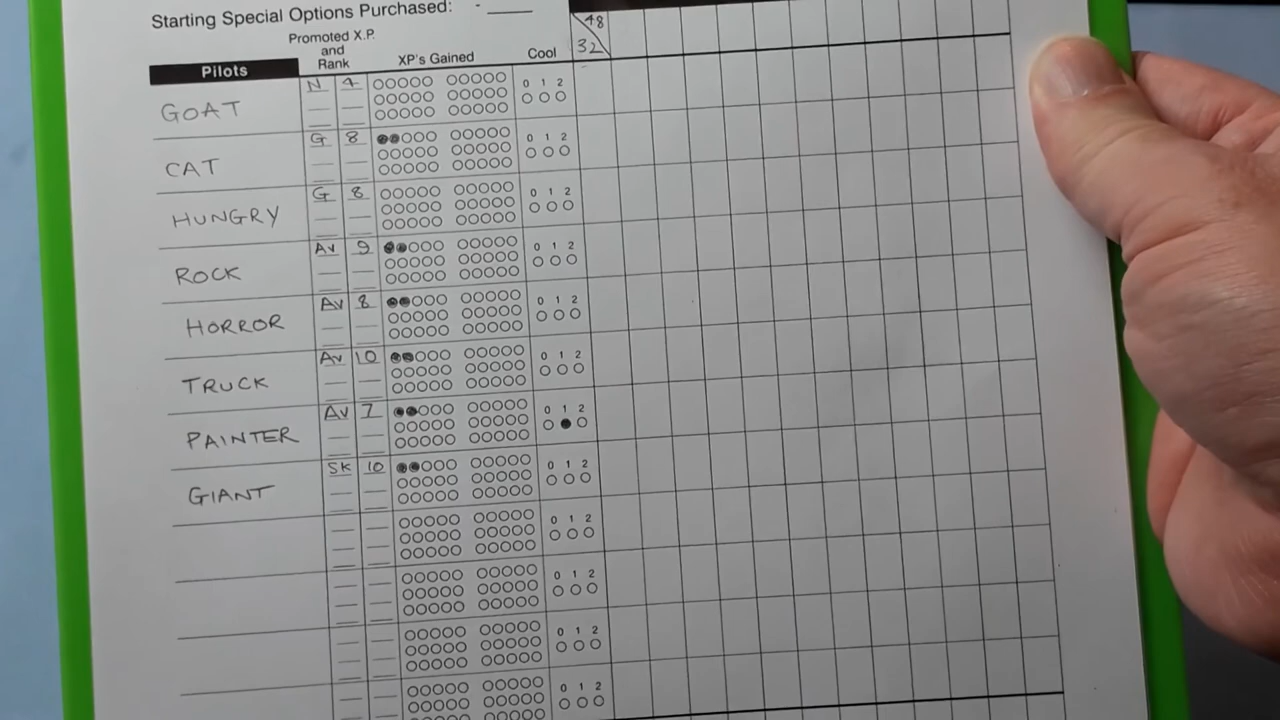 Starting Special Options Purchased: -
48
32
Promoted X.P.
and
Rank
Pilots XP's Gained Cool
GOAT N 4 0 1 2
CAT G 8 0 1 2
HUNGRY G 8 0 1 2
ROCK Av 9 0 1 2
HORROR Av 8 0 1 2
TRUCK Av 10 0 1 2
PAINTER Av 7 0 1 2
GIANT SK 10 0 1 2
0 1 2
0 1 2
0 1 2
0 1 2